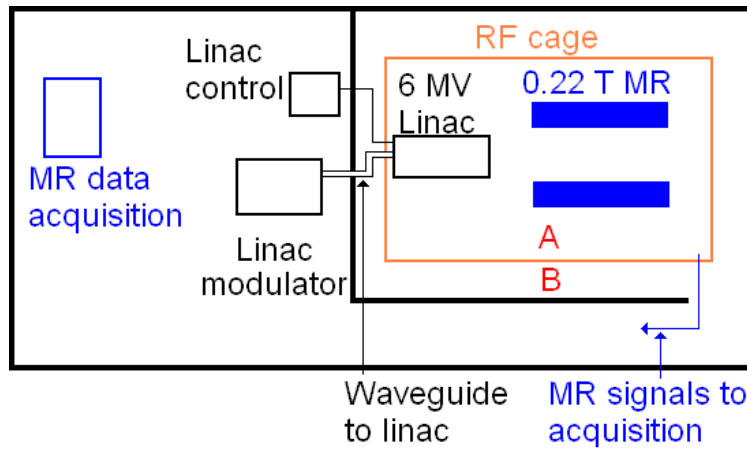 RF cage
Linac
control
6 MV
Linac
0.22 T MR
MR data
acquisition
Linac
modulator
A
B
Waveguide
to linac
MR signals to
acquisition